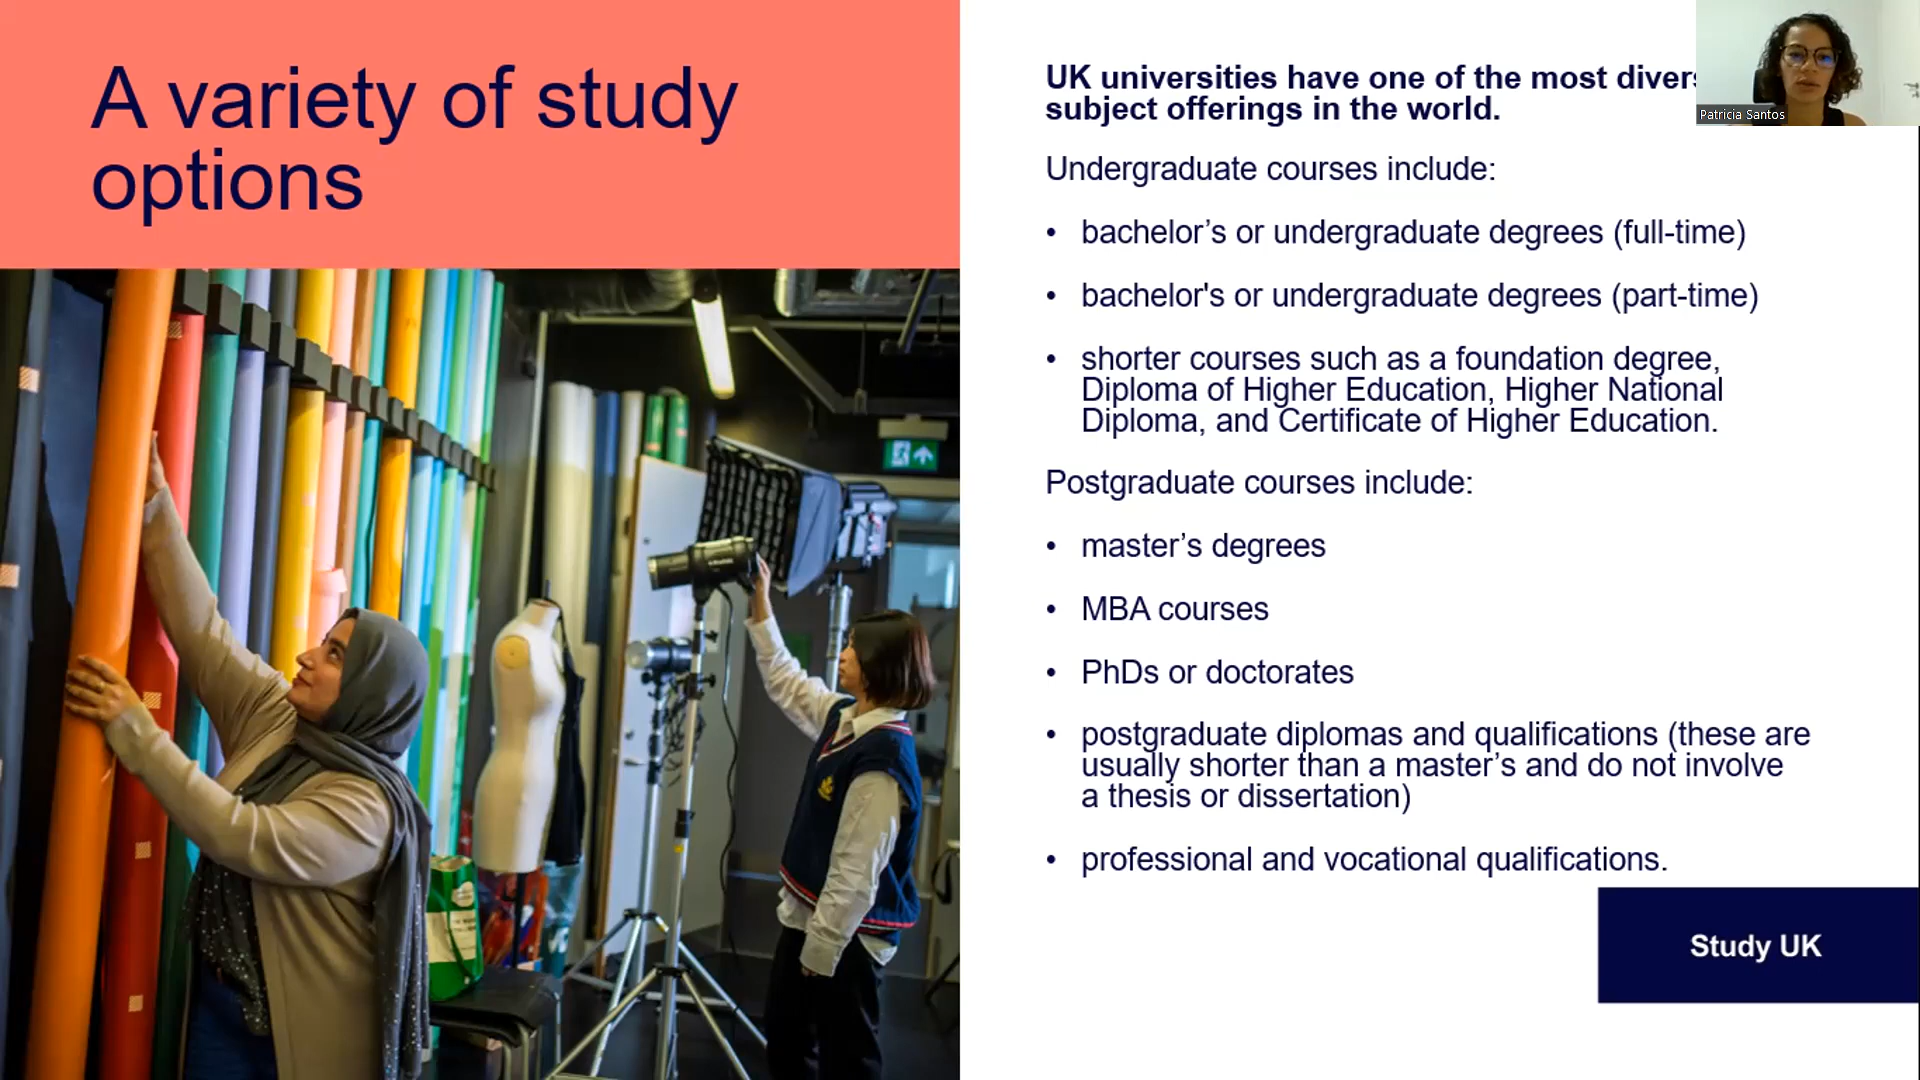 A variety of study
options
UK universities have one of the most divers
subject offerings in the world.
Patricia Santos
Undergraduate courses include:
• bachelor’s or undergraduate degrees (full-time)
• bachelor's or undergraduate degrees (part-time)
• shorter courses such as a foundation degree,
Diploma of Higher Education, Higher National
Diploma, and Certificate of Higher Education.
Postgraduate courses include:
• master’s degrees
• MBA courses
• PhDs or doctorates
• postgraduate diplomas and qualifications (these are
usually shorter than a master’s and do not involve
a thesis or dissertation)
• professional and vocational qualifications.
Study UK